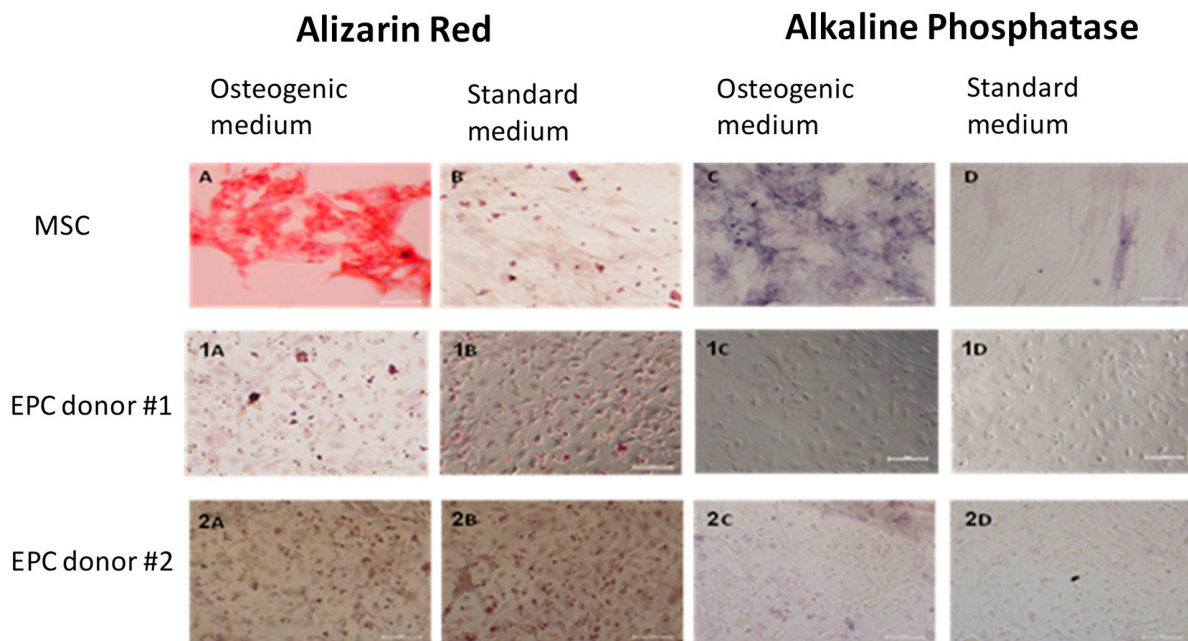 Alizarin Red
Alkaline Phosphatase
Osteogenic
medium
Standard
medium
Osteogenic
medium
Standard
medium
MSC
A
B
C
D
EPC donor #1
1A
1B
1C
1D
EPC donor #2
2A
2B
2C
2D